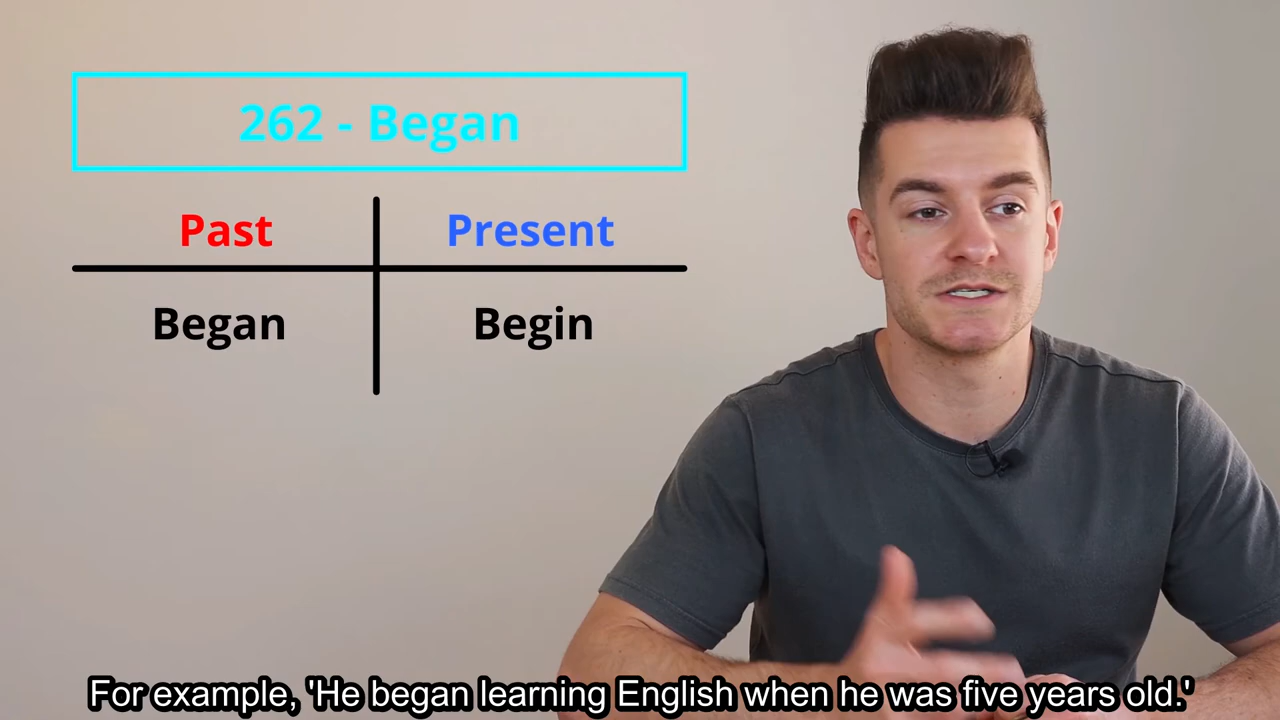 262 - Began
Past Present
Began Begin
For example, 'He began learning English when he was five years old.'